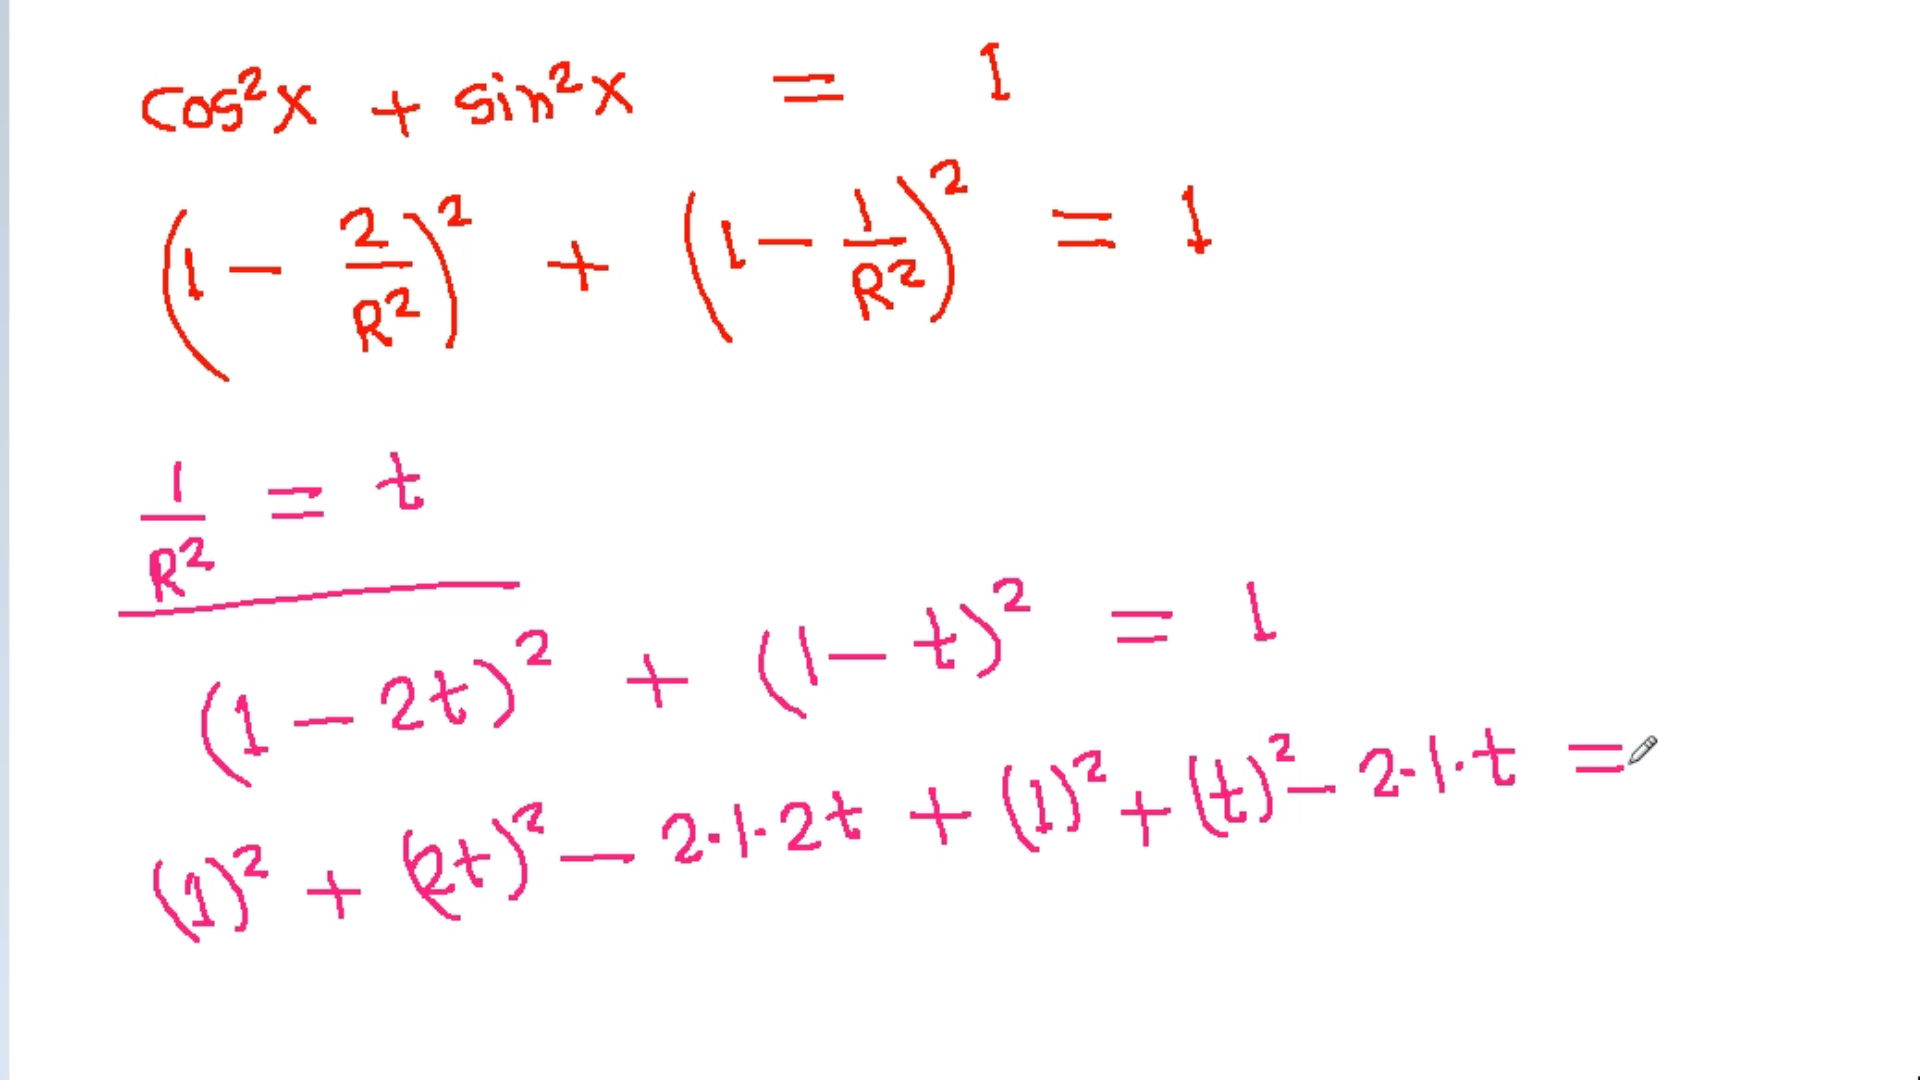 cos²x + sin²x = 1
(1 - 2/R²)² + (1 - 1/R²)² = 1
1/R² = t
(1 - 2t)² + (1 - t)² = 1
(1)² + (2t)² - 2·1·2t + (1)² + (t)² - 2·1·t =